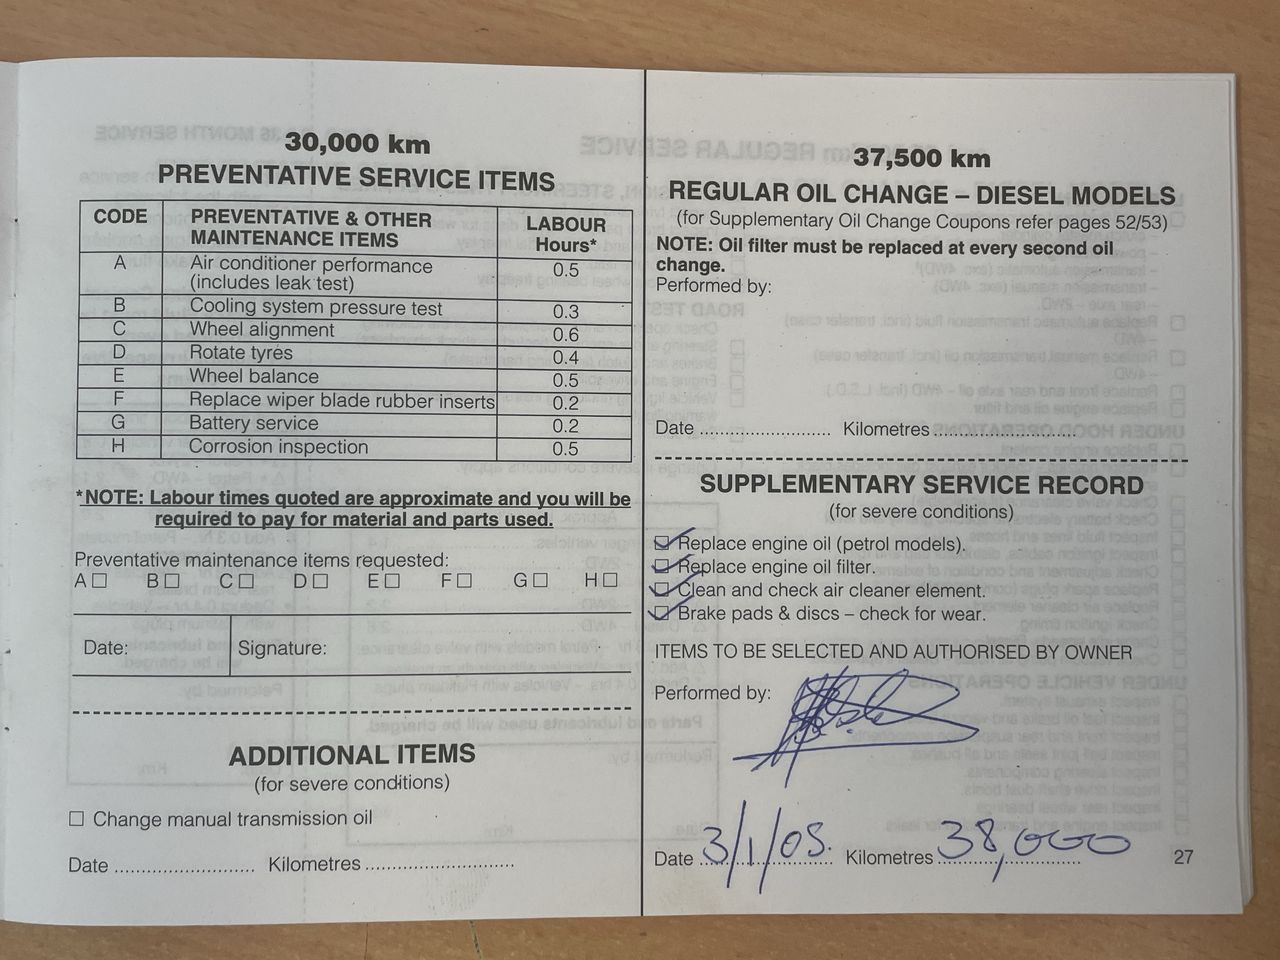 30,000 km
PREVENTATIVE SERVICE ITEMS
CODE PREVENTATIVE & OTHER MAINTENANCE ITEMS LABOUR Hours*
A Air conditioner performance (includes leak test) 0.5
B Cooling system pressure test 0.3
C Wheel alignment 0.6
D Rotate tyres 0.4
E Wheel balance 0.5
F Replace wiper blade rubber inserts 0.2
G Battery service 0.2
H Corrosion inspection 0.5
*NOTE: Labour times quoted are approximate and you will be
required to pay for material and parts used.
Preventative maintenance items requested:
A☐ B☐ C☐ D☐ E☐ F☐ G☐ H☐
Date: Signature:
ADDITIONAL ITEMS
(for severe conditions)
☐ Change manual transmission oil
Date .......................... Kilometres ...........................
37,500 km
REGULAR OIL CHANGE – DIESEL MODELS
(for Supplementary Oil Change Coupons refer pages 52/53)
NOTE: Oil filter must be replaced at every second oil
change.
Performed by:
Date ........................ Kilometres ..........................
SUPPLEMENTARY SERVICE RECORD
(for severe conditions)
☑ Replace engine oil (petrol models).
☑ Replace engine oil filter.
☑ Clean and check air cleaner element.
☑ Brake pads & discs – check for wear.
ITEMS TO BE SELECTED AND AUTHORISED BY OWNER
Performed by:
Date 3/1/05. Kilometres 38,000
27